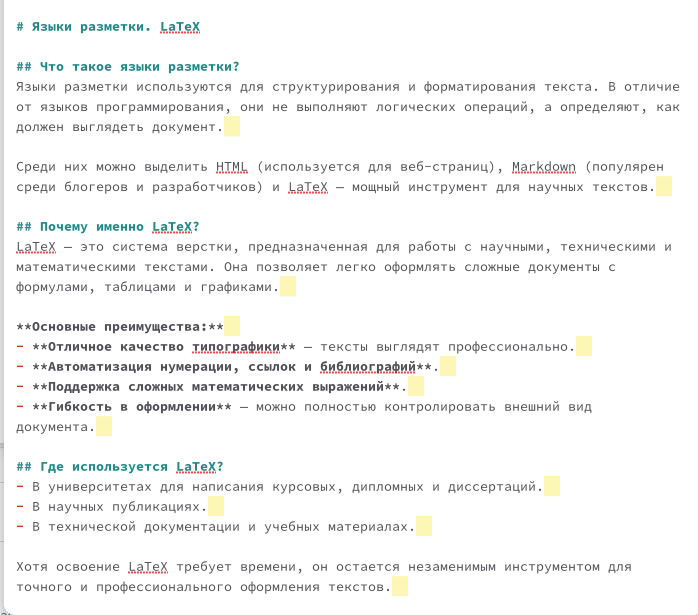 # Языки разметки. LaTeX
## Что такое языки разметки?
Языки разметки используются для структурирования и форматирования текста. В отличие
от языков программирования, они не выполняют логических операций, а определяют, как
должен выглядеть документ.
Среди них можно выделить HTML (используется для веб-страниц), Markdown (популярен
среди блогеров и разработчиков) и LaTeX — мощный инструмент для научных текстов.
## Почему именно LaTeX?
LaTeX — это система верстки, предназначенная для работы с научными, техническими и
математическими текстами. Она позволяет легко оформлять сложные документы с
формулами, таблицами и графиками.
**Основные преимущества:**
- **Отличное качество типографики** — тексты выглядят профессионально.
- **Автоматизация нумерации, ссылок и библиографий**.
- **Поддержка сложных математических выражений**.
- **Гибкость в оформлении** — можно полностью контролировать внешний вид
документа.
## Где используется LaTeX?
- В университетах для написания курсовых, дипломных и диссертаций.
- В научных публикациях.
- В технической документации и учебных материалах.
Хотя освоение LaTeX требует времени, он остается незаменимым инструментом для
точного и профессионального оформления текстов.